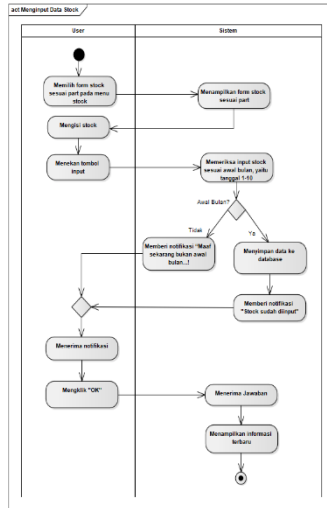 act Menginput Data Stock
User
Sistem
Memilih form stock
sesuai part pada menu
stock
Menampilkan form stock
sesuai part
Mengisi stock
Menekan tombol
input
Memeriksa input stock
sesuai awal bulan, yaitu
tanggal 1-10
Awal Bulan?
Tidak
Ya
Memberi notifikasi "Maaf
sekarang bukan awal
bulan...!
Menyimpan data ke
database
Memberi notifikasi
"Stock sudah diinput"
Menerima notifikasi
Mengklik "OK"
Menerima Jawaban
Menampilkan informasi
terbaru